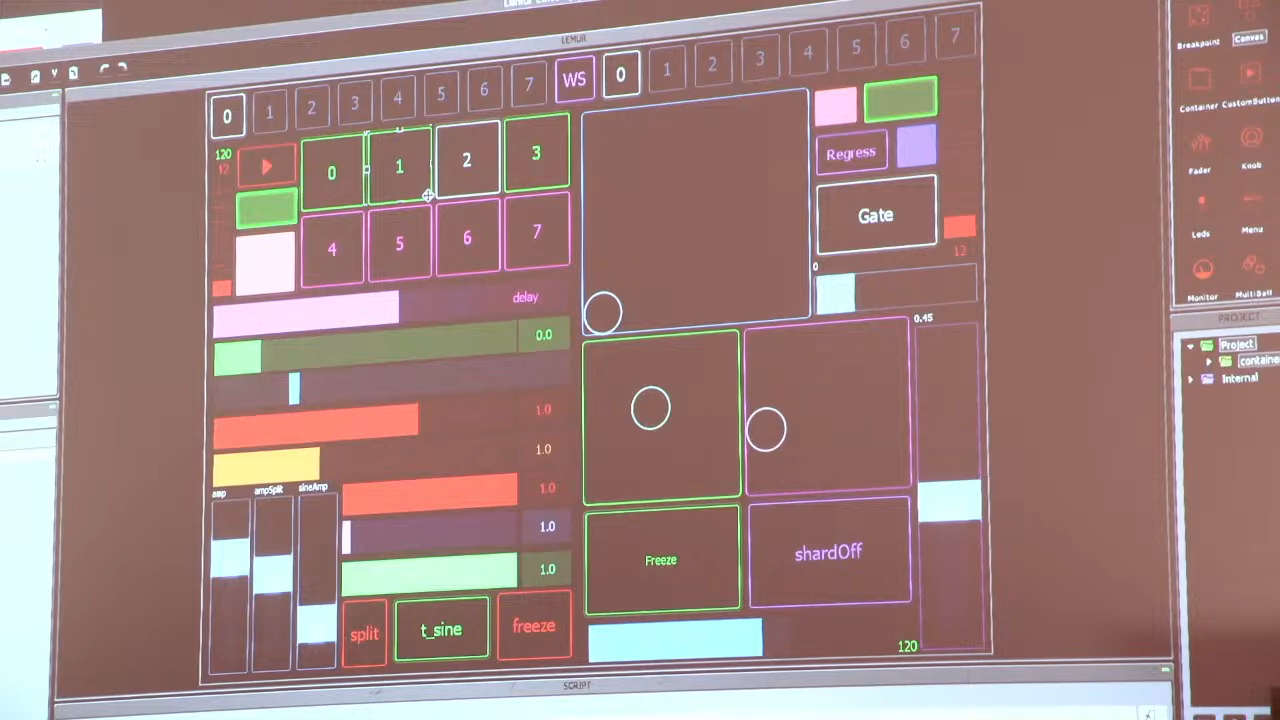 LEMUR
0 1 2 3 4 5 6 7 WS 0 1 2 3 4 5 6 7
120
12
0 1 2 3
4 5 6 7
Regress
Gate
12
0
delay
0.0
0.45
1.0
1.0
amp ampSplit sineAmp
1.0
1.0
1.0
Freeze
shardOff
split
t_sine
freeze
120
SCRIPT
Breakpoint Canvas
Container CustomButton
Fader Knob
Leds Menu
Monitor MultiBall
PROJECT
Project
containe
Internal